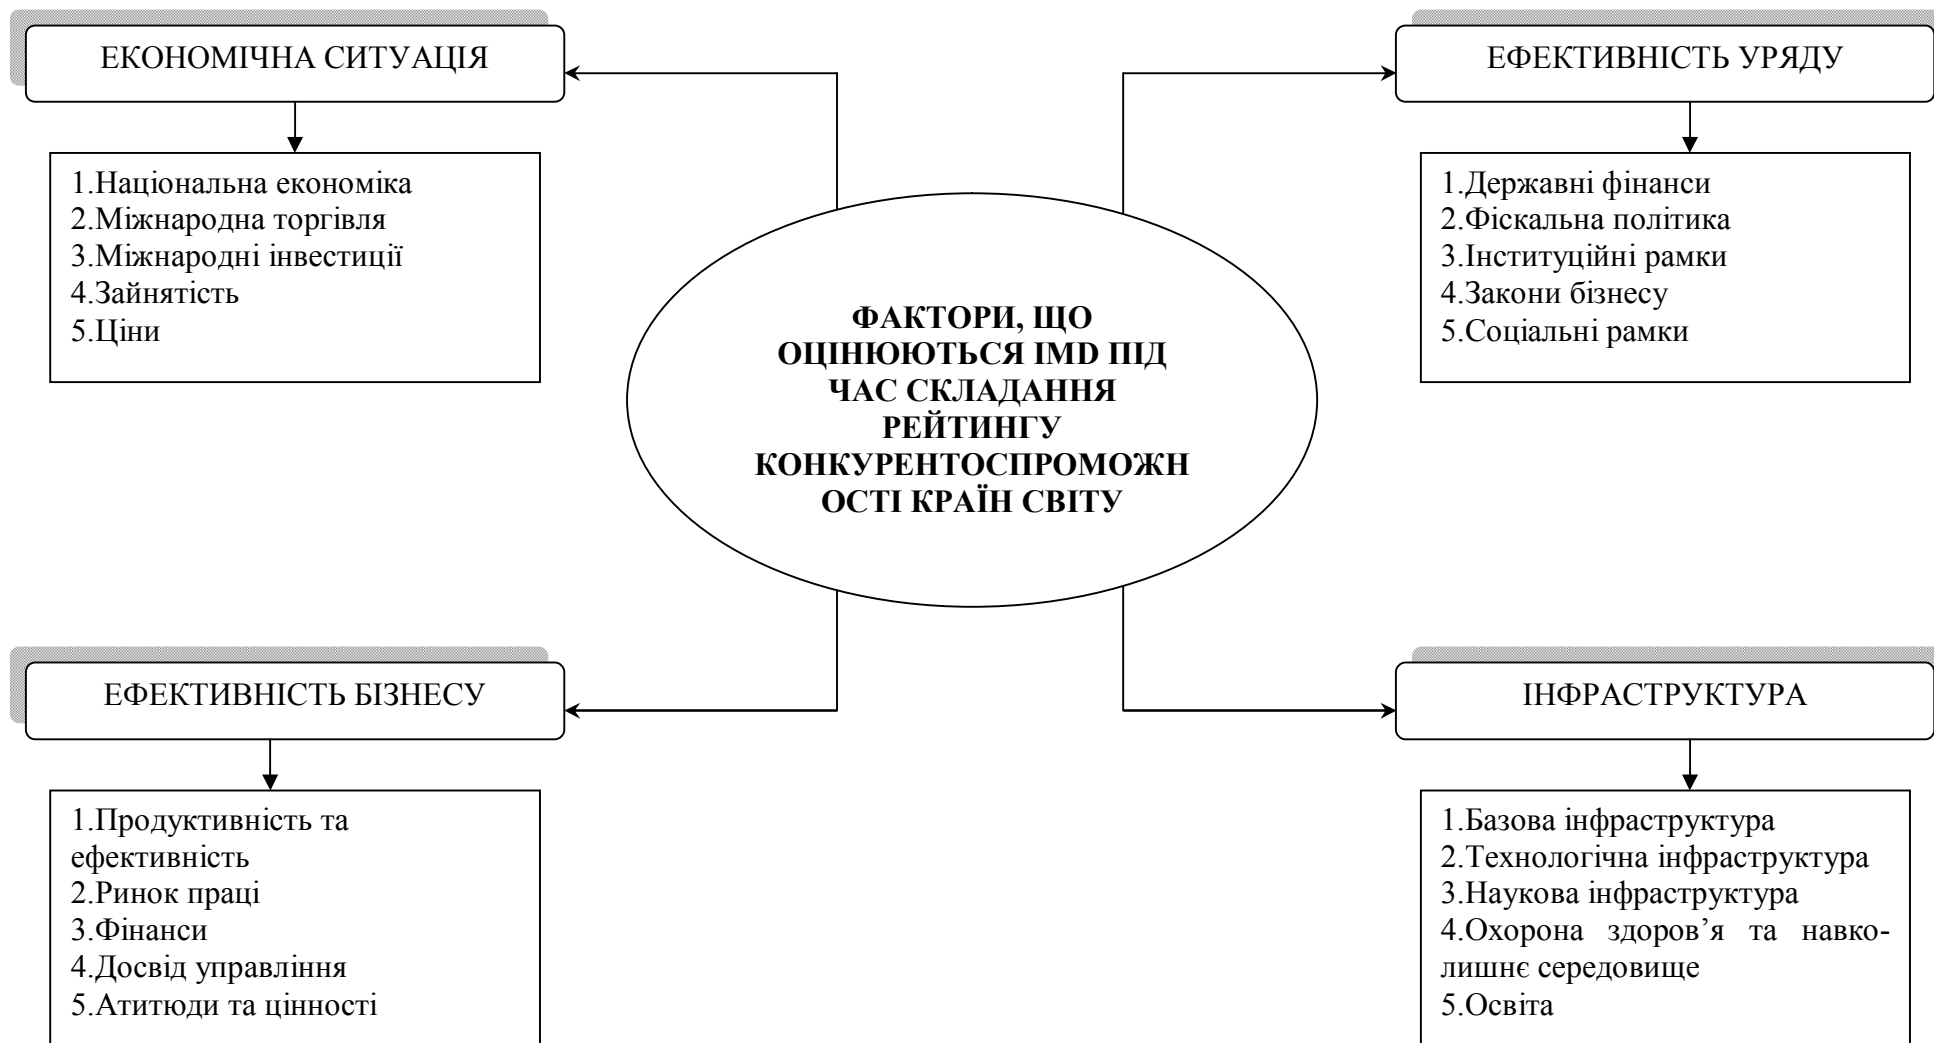 ЕКОНОМІЧНА СИТУАЦІЯ
1.Національна економіка
2.Міжнародна торгівля
3.Міжнародні інвестиції
4.Зайнятість
5.Ціни
ЕФЕКТИВНІСТЬ УРЯДУ
1.Державні фінанси
2.Фіскальна політика
3.Інституційні рамки
4.Закони бізнесу
5.Соціальні рамки
ФАКТОРИ, ЩО
ОЦІНЮЮТЬСЯ IMD ПІД
ЧАС СКЛАДАННЯ
РЕЙТИНГУ
КОНКУРЕНТОСПРОМОЖН
ОСТІ КРАЇН СВІТУ
ЕФЕКТИВНІСТЬ БІЗНЕСУ
1.Продуктивність та
ефективність
2.Ринок праці
3.Фінанси
4.Досвід управління
5.Атитюди та цінності
ІНФРАСТРУКТУРА
1.Базова інфраструктура
2.Технологічна інфраструктура
3.Наукова інфраструктура
4.Охорона здоров’я та навко-
лишнє середовище
5.Освіта